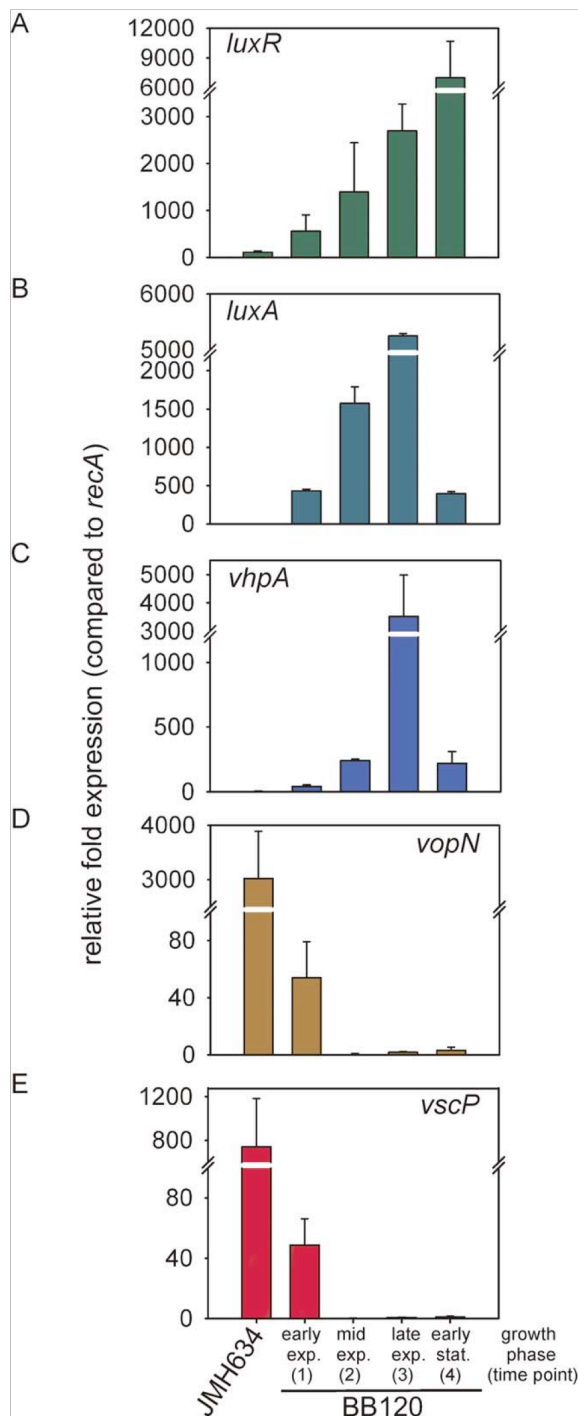 A
luxR
12000
9000
6000
3000
2000
1000
0
B
luxA
6000
5000
2000
1500
1000
500
0
relative fold expression (compared to recA)
C
vhpA
5000
4000
3000
1000
500
0
D
vopN
4000
3000
80
40
0
E
vscP
1200
800
80
40
0
JMH634
early mid late early growth
exp. exp. exp. stat. phase
(1) (2) (3) (4) (time point)
BB120